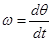 ω = dθ/dt